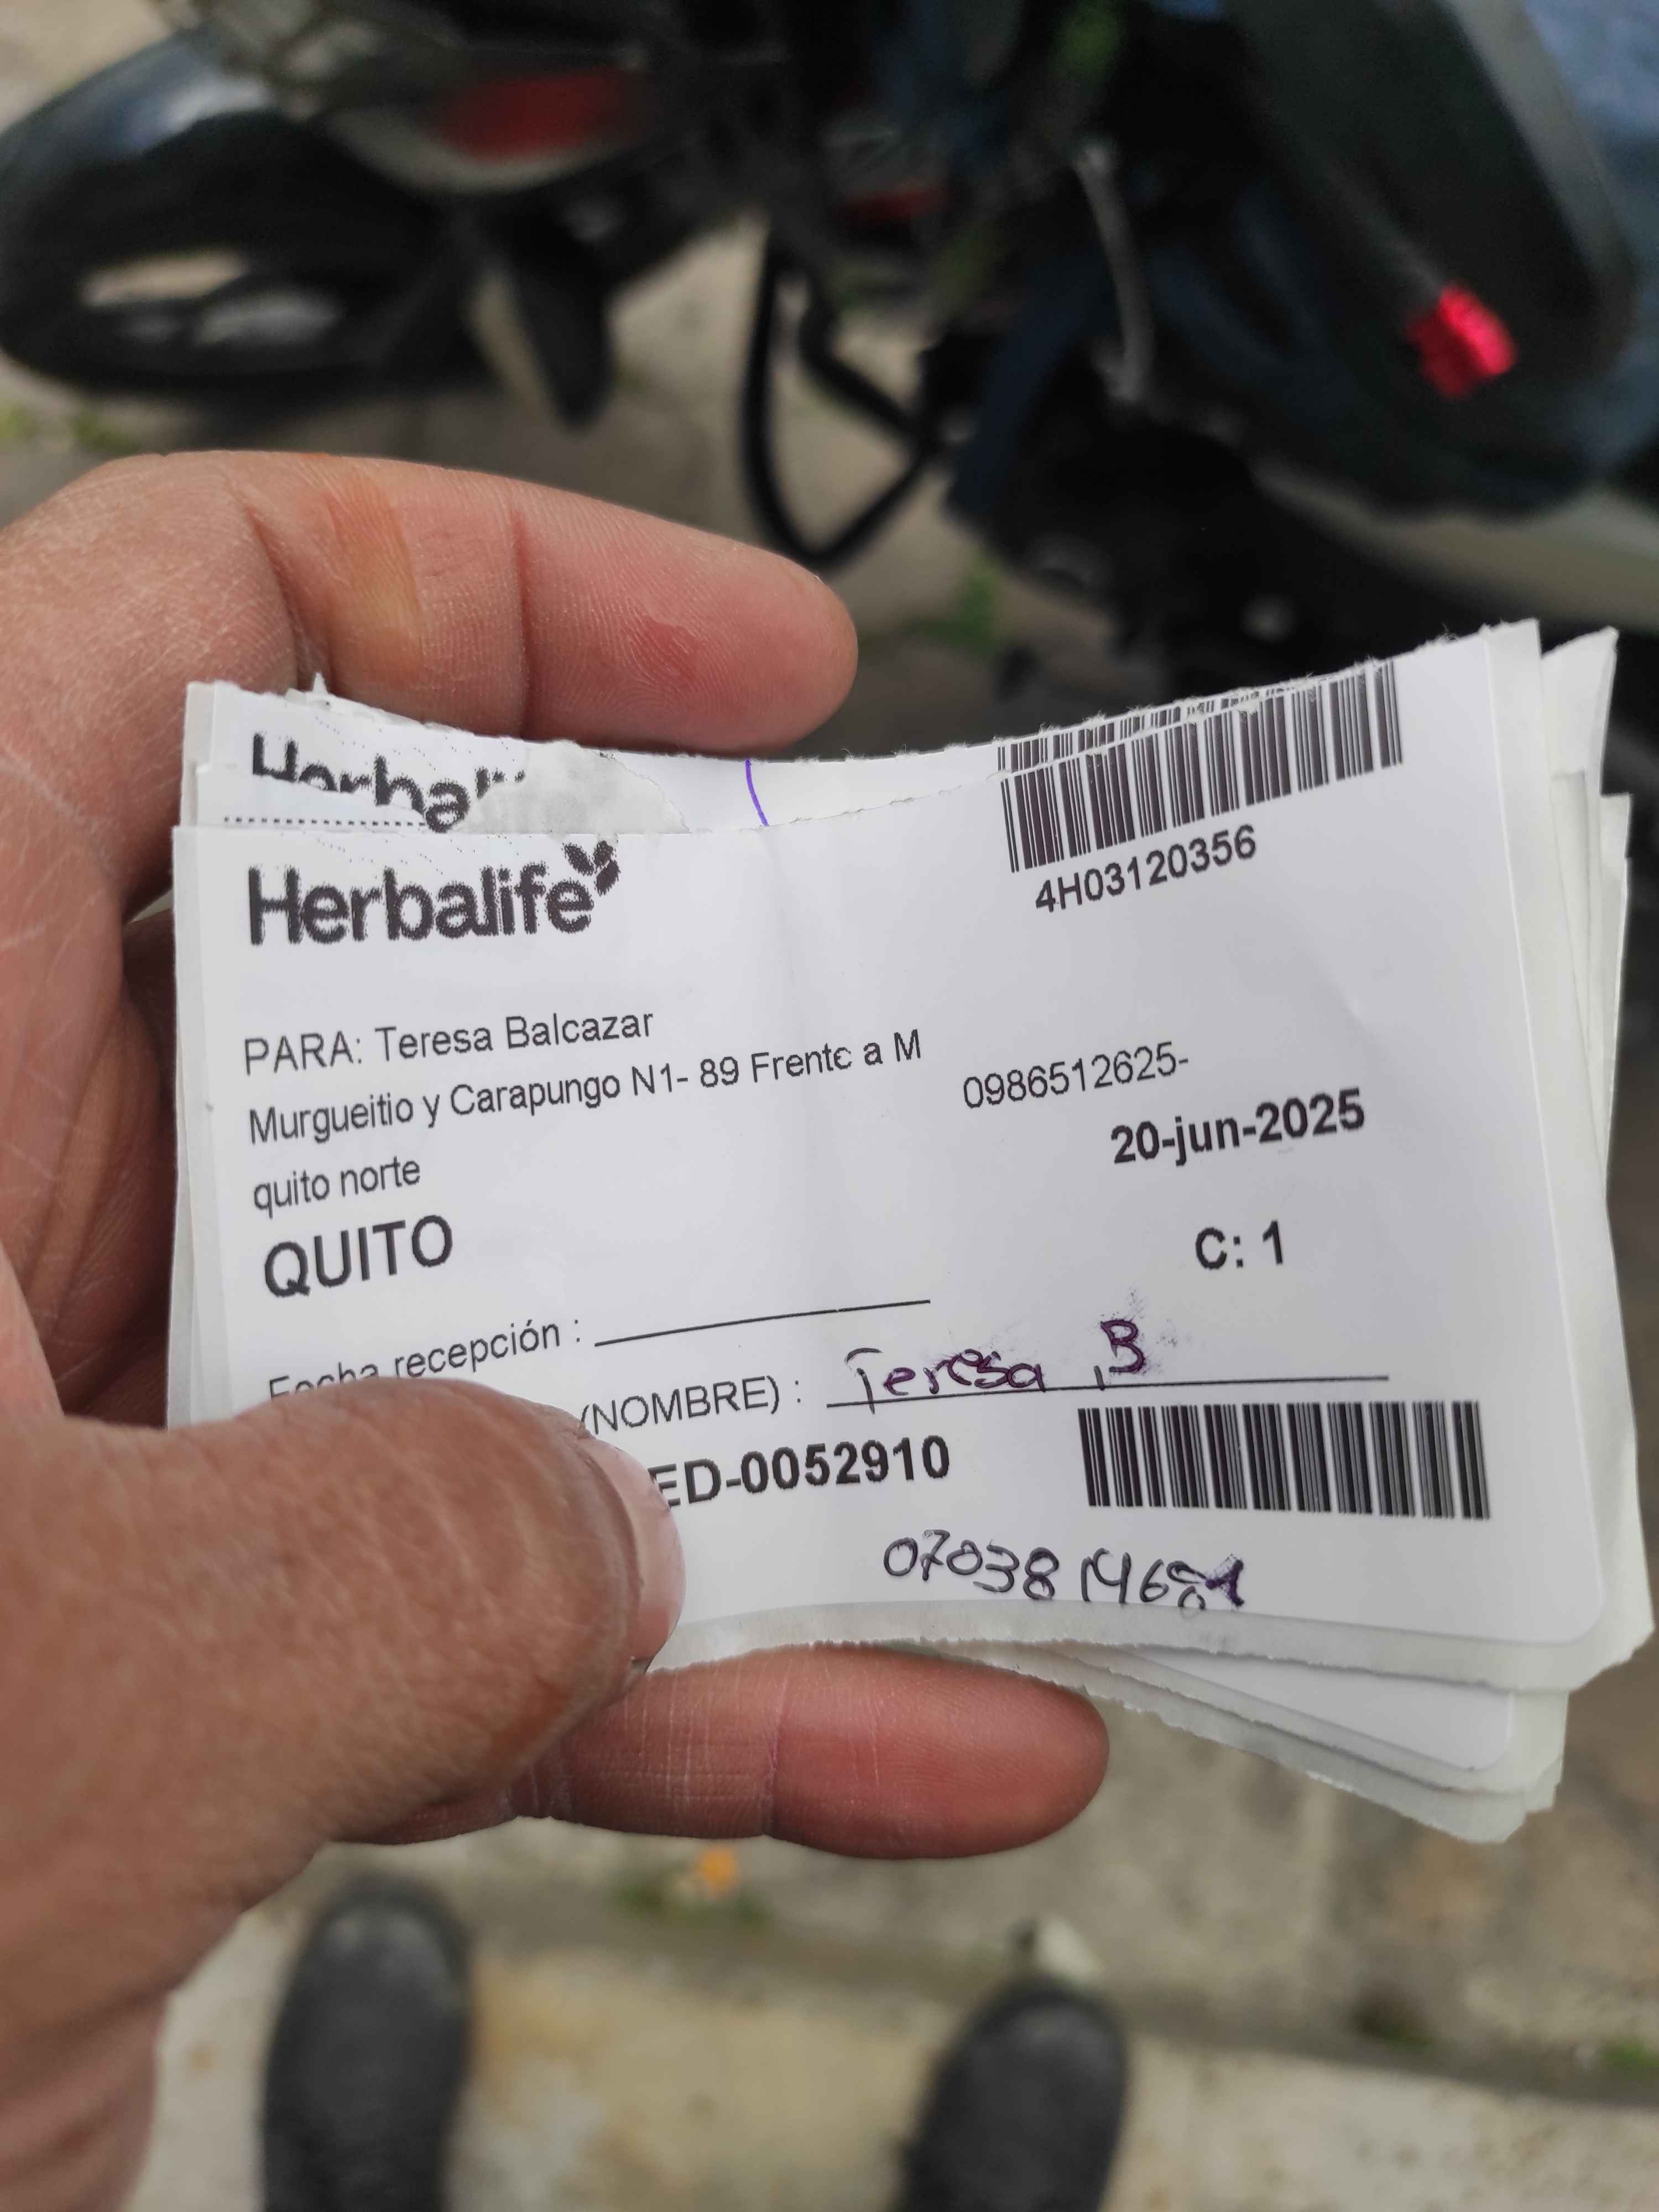 Herbalife
4H03120356
PARA: Teresa Balcazar
Murgueitio y Carapungo N1- 89 Frente a M
0986512625-
quito norte
20-jun-2025
QUITO
C: 1
Fecha recepción :
(NOMBRE) : Teresa B
ED-0052910